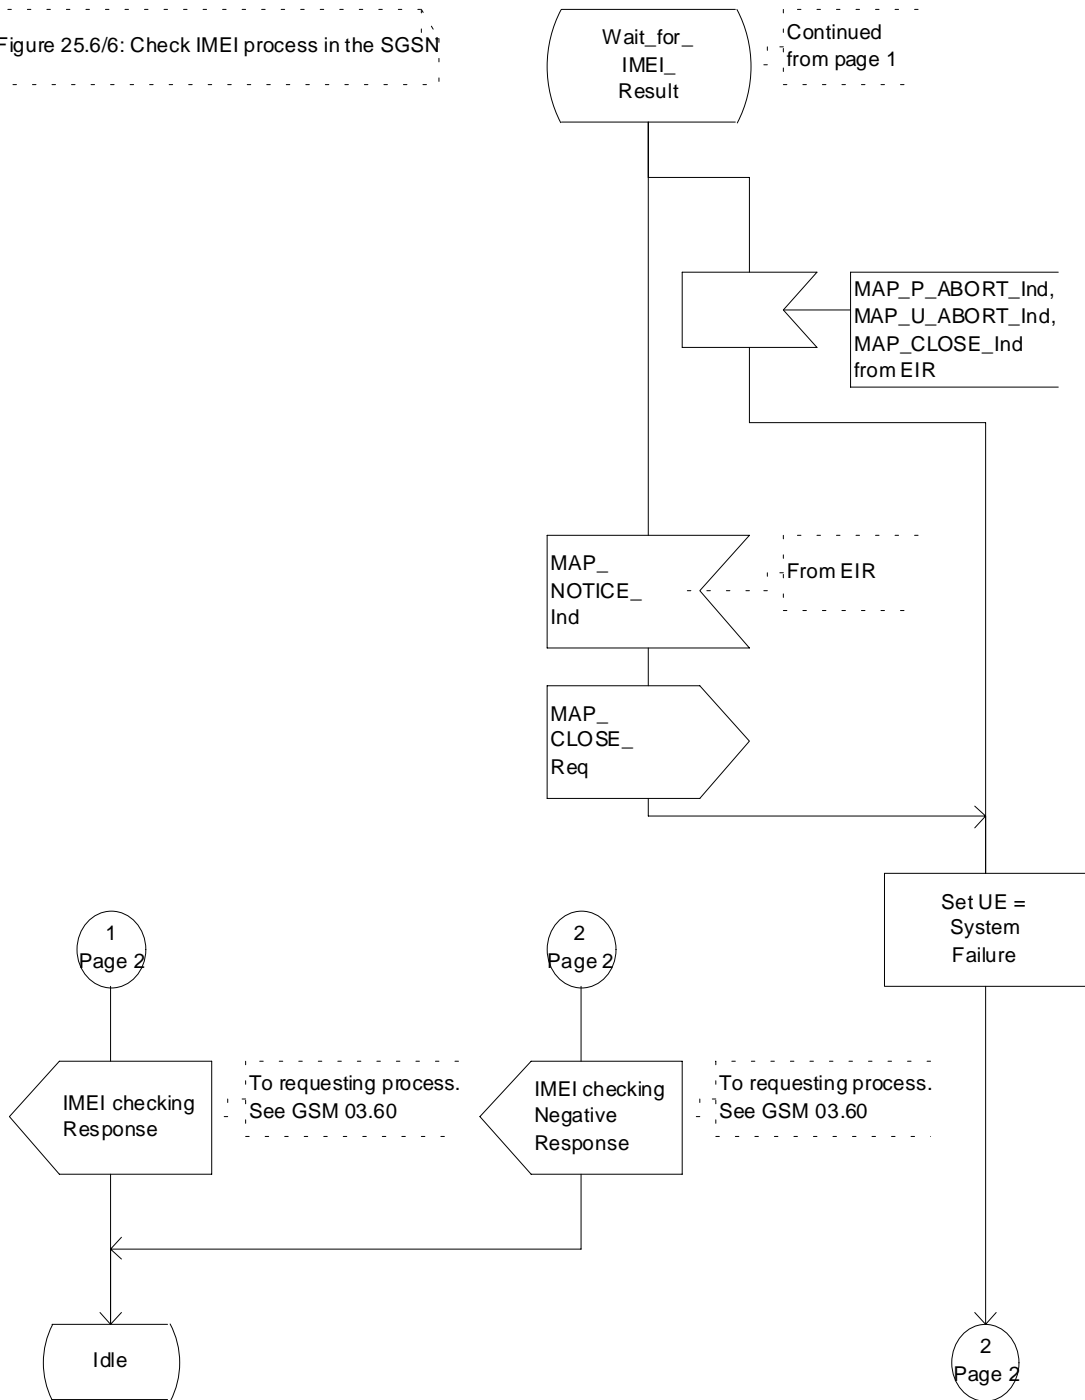 Figure 25.6/6: Check IMEI process in the SGSN
Wait_for_
IMEI_
Result
Continued
from page 1
MAP_P_ABORT_Ind,
MAP_U_ABORT_Ind,
MAP_CLOSE_Ind
from EIR
MAP_
NOTICE_
Ind
From EIR
MAP_
CLOSE_
Req
Set UE =
System
Failure
1
Page 2
2
Page 2
IMEI checking
Response
To requesting process.
See GSM 03.60
IMEI checking
Negative
Response
To requesting process.
See GSM 03.60
Idle
2
Page 2